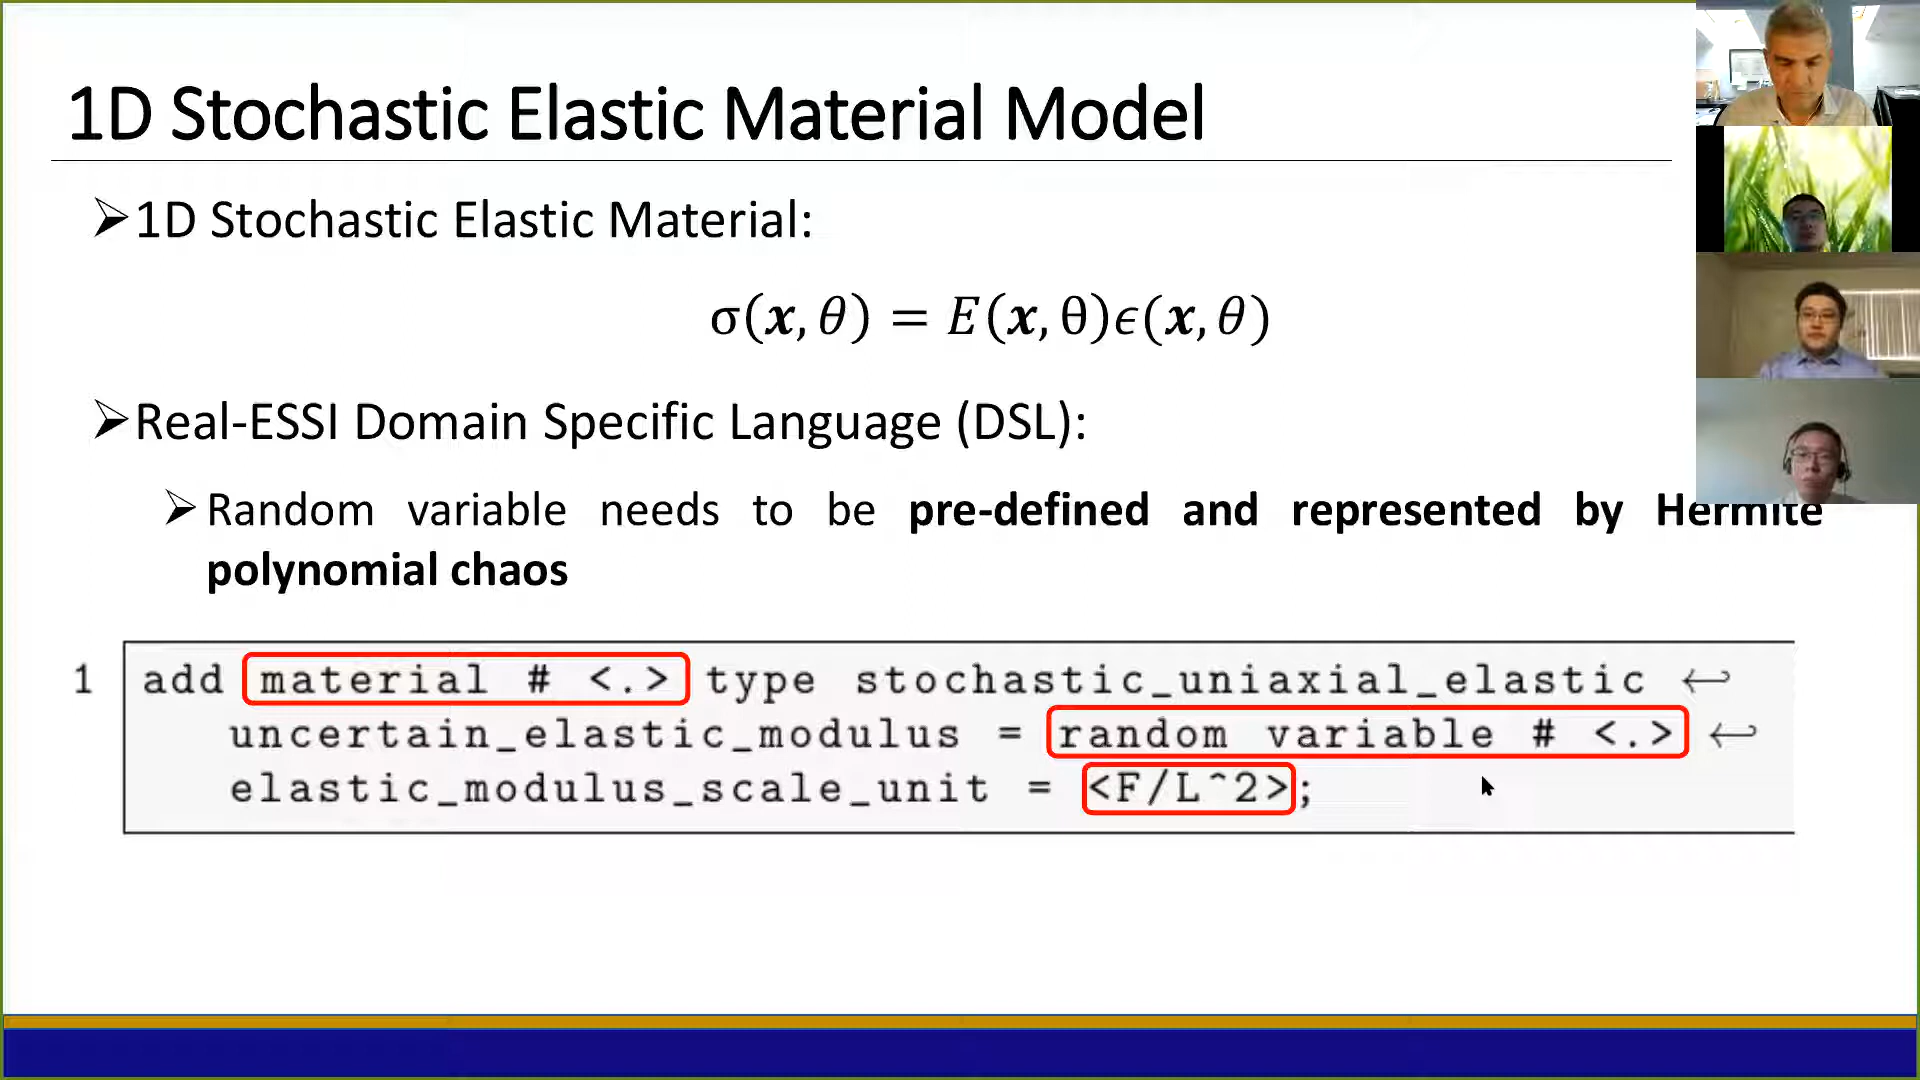 1D Stochastic Elastic Material Model
➢1D Stochastic Elastic Material:
σ(𝒙, θ) = E(𝒙, θ)ϵ(𝒙, θ)
➢Real-ESSI Domain Specific Language (DSL):
➢Random variable needs to be pre-defined and represented by Hermite
polynomial chaos
1 add material # <.> type stochastic_uniaxial_elastic ↩
uncertain_elastic_modulus = random variable # <.> ↩
elastic_modulus_scale_unit = <F/L^2>;